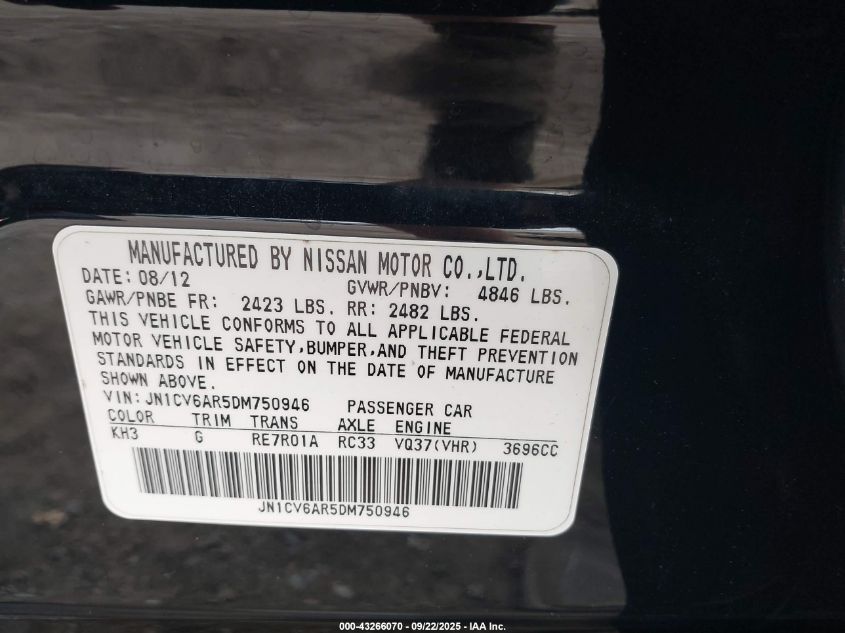 MANUFACTURED BY NISSAN MOTOR CO.,LTD.
DATE: 08/12 GVWR/PNBV: 4846 LBS.
GAWR/PNBE FR: 2423 LBS. RR: 2482 LBS.
THIS VEHICLE CONFORMS TO ALL APPLICABLE FEDERAL
MOTOR VEHICLE SAFETY,BUMPER,AND THEFT PREVENTION
STANDARDS IN EFFECT ON THE DATE OF MANUFACTURE
SHOWN ABOVE.
VIN:JN1CV6AR5DM750946 PASSENGER CAR
COLOR TRIM TRANS AXLE ENGINE
KH3 G RE7R01A RC33 VQ37(VHR) 3696CC
JN1CV6AR5DM750946
000-43266070 - 09/22/2025 - IAA Inc.